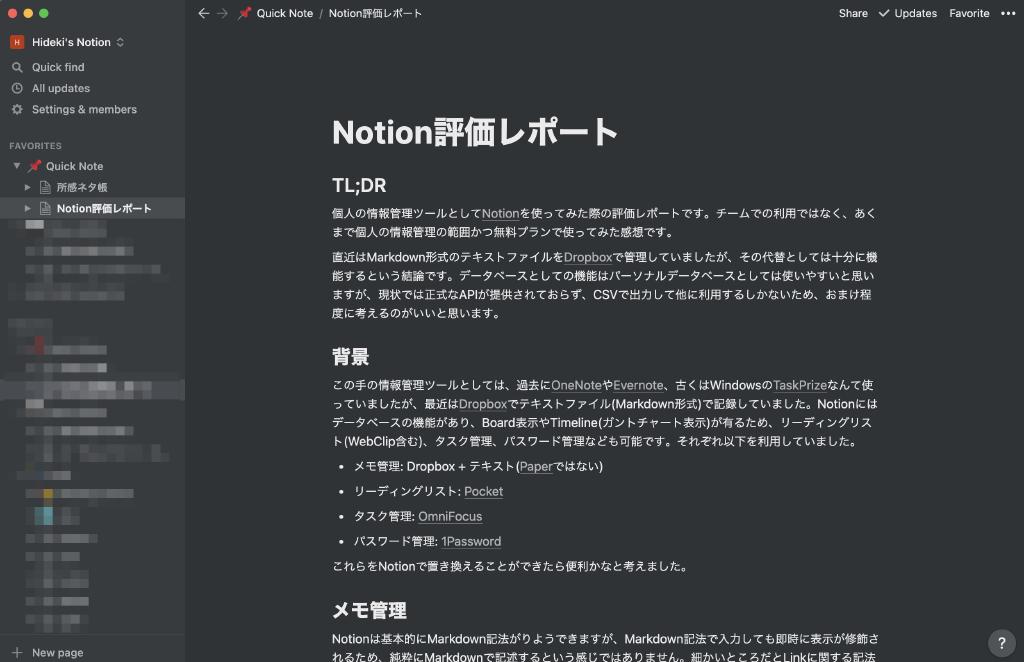 Quick Note / Notion評価レポート
Share Updates Favorite
H Hideki's Notion
Quick find
All updates
Settings & members
FAVORITES
Quick Note
所感ネタ帳
Notion評価レポート
New page
Notion評価レポート
TL;DR
個人の情報管理ツールとしてNotionを使ってみた際の評価レポートです。チームでの利用ではなく、あく
まで個人の情報管理の範囲かつ無料プランで使ってみた感想です。
直近はMarkdown形式のテキストファイルをDropboxで管理していましたが、その代替としては十分に機
能するという結論です。データベースとしての機能はパーソナルデータベースとしては使いやすいと思い
ますが、現状では正式なAPIが提供されておらず、CSVで出力して他に利用するしかないため、おまけ程
度に考えるのがいいと思います。
背景
この手の情報管理ツールとしては、過去にOneNoteやEvernote、古くはWindowsのTaskPrizeなんて使
っていましたが、最近はDropboxでテキストファイル(Markdown形式)で記録していました。Notionには
データベースの機能があり、Board表示やTimeline(ガントチャート表示)が有るため、リーディングリス
ト(WebClip含む)、タスク管理、パスワード管理なども可能です。それぞれ以下を利用していました。
• メモ管理: Dropbox + テキスト(Paperではない)
• リーディングリスト: Pocket
• タスク管理: OmniFocus
• パスワード管理: 1Password
これらをNotionで置き換えることができたら便利かなと考えました。
メモ管理
Notionは基本的にMarkdown記法がりようできますが、Markdown記法で入力しても即時に表示が修飾さ
れるため、純粋にMarkdownで記述するという感じではありません。細かいところだとLinkに関する記法
?